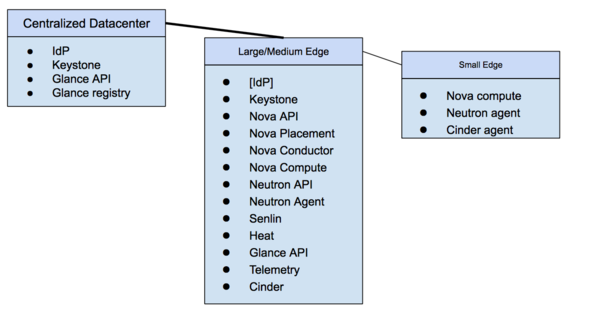 Centralized Datacenter
● IdP
● Keystone
● Glance API
● Glance registry
Large/Medium Edge
● [IdP]
● Keystone
● Nova API
● Nova Placement
● Nova Conductor
● Nova Compute
● Neutron API
● Neutron Agent
● Senlin
● Heat
● Glance API
● Telemetry
● Cinder
Small Edge
● Nova compute
● Neutron agent
● Cinder agent